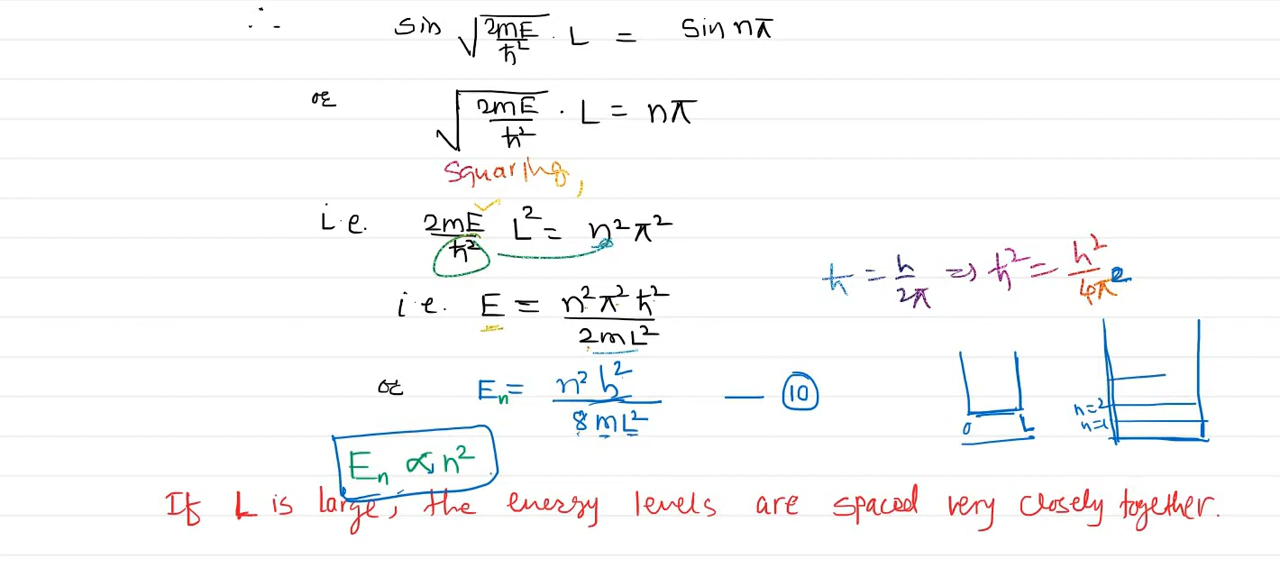 ∴ Sin √(2mE/ħ²) · L = Sin nπ
or √(2mE/ħ²) · L = nπ
Squaring,
i.e. 2mE/ħ² L² = n²π²
ħ = h/2π ⇒ ħ² = h²/4π²
i.e. E = n²π²ħ²/2mL²
or Eₙ = n²h²/8mL² — ⑩
0 L
n=2
n=1
Eₙ ∝ n²
If L is large, the energy levels are spaced very closely together.